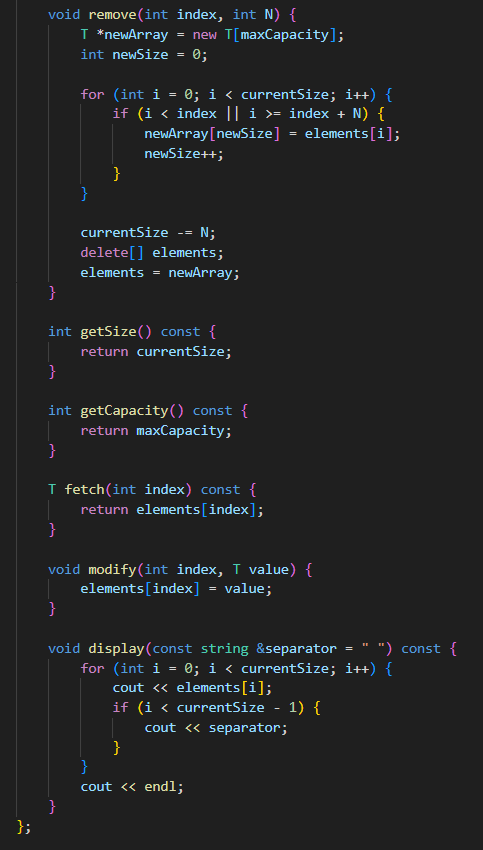 void remove(int index, int N) {
        T *newArray = new T[maxCapacity];
        int newSize = 0;

        for (int i = 0; i < currentSize; i++) {
            if (i < index || i >= index + N) {
                newArray[newSize] = elements[i];
                newSize++;
            }
        }

        currentSize -= N;
        delete[] elements;
        elements = newArray;
    }

    int getSize() const {
        return currentSize;
    }

    int getCapacity() const {
        return maxCapacity;
    }

    T fetch(int index) const {
        return elements[index];
    }

    void modify(int index, T value) {
        elements[index] = value;
    }

    void display(const string &separator = " ") const {
        for (int i = 0; i < currentSize; i++) {
            cout << elements[i];
            if (i < currentSize - 1) {
                cout << separator;
            }
        }
        cout << endl;
    }
};